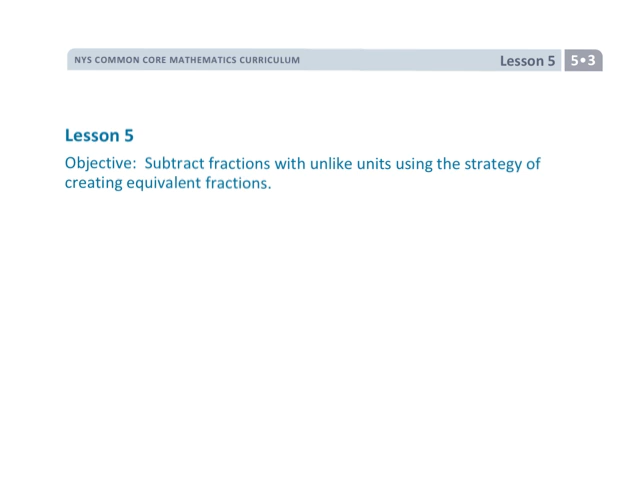 NYS COMMON CORE MATHEMATICS CURRICULUM
Lesson 5 5•3
Lesson 5
Objective: Subtract fractions with unlike units using the strategy of
creating equivalent fractions.